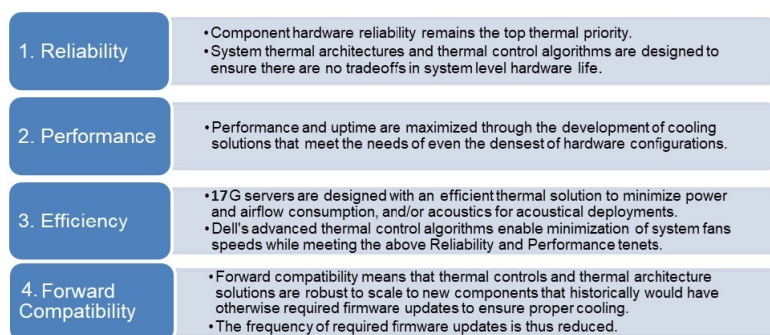 1. Reliability
•Component hardware reliability remains the top thermal priority.
•System thermal architectures and thermal control algorithms are designed to
ensure there are no tradeoffs in system level hardware life.
2. Performance
•Performance and uptime are maximized through the development of cooling
solutions that meet the needs of even the densest of hardware configurations.
3. Efficiency
•17G servers are designed with an efficient thermal solution to minimize power
and airflow consumption, and/or acoustics for acoustical deployments.
•Dell's advanced thermal control algorithms enable minimization of system fans
speeds while meeting the above Reliability and Performance tenets.
4. Forward
Compatibility
•Forward compatibility means that thermal controls and thermal architecture
solutions are robust to scale to new components that historically would have
otherwise required firmware updates to ensure proper cooling.
•The frequency of required firmware updates is thus reduced.